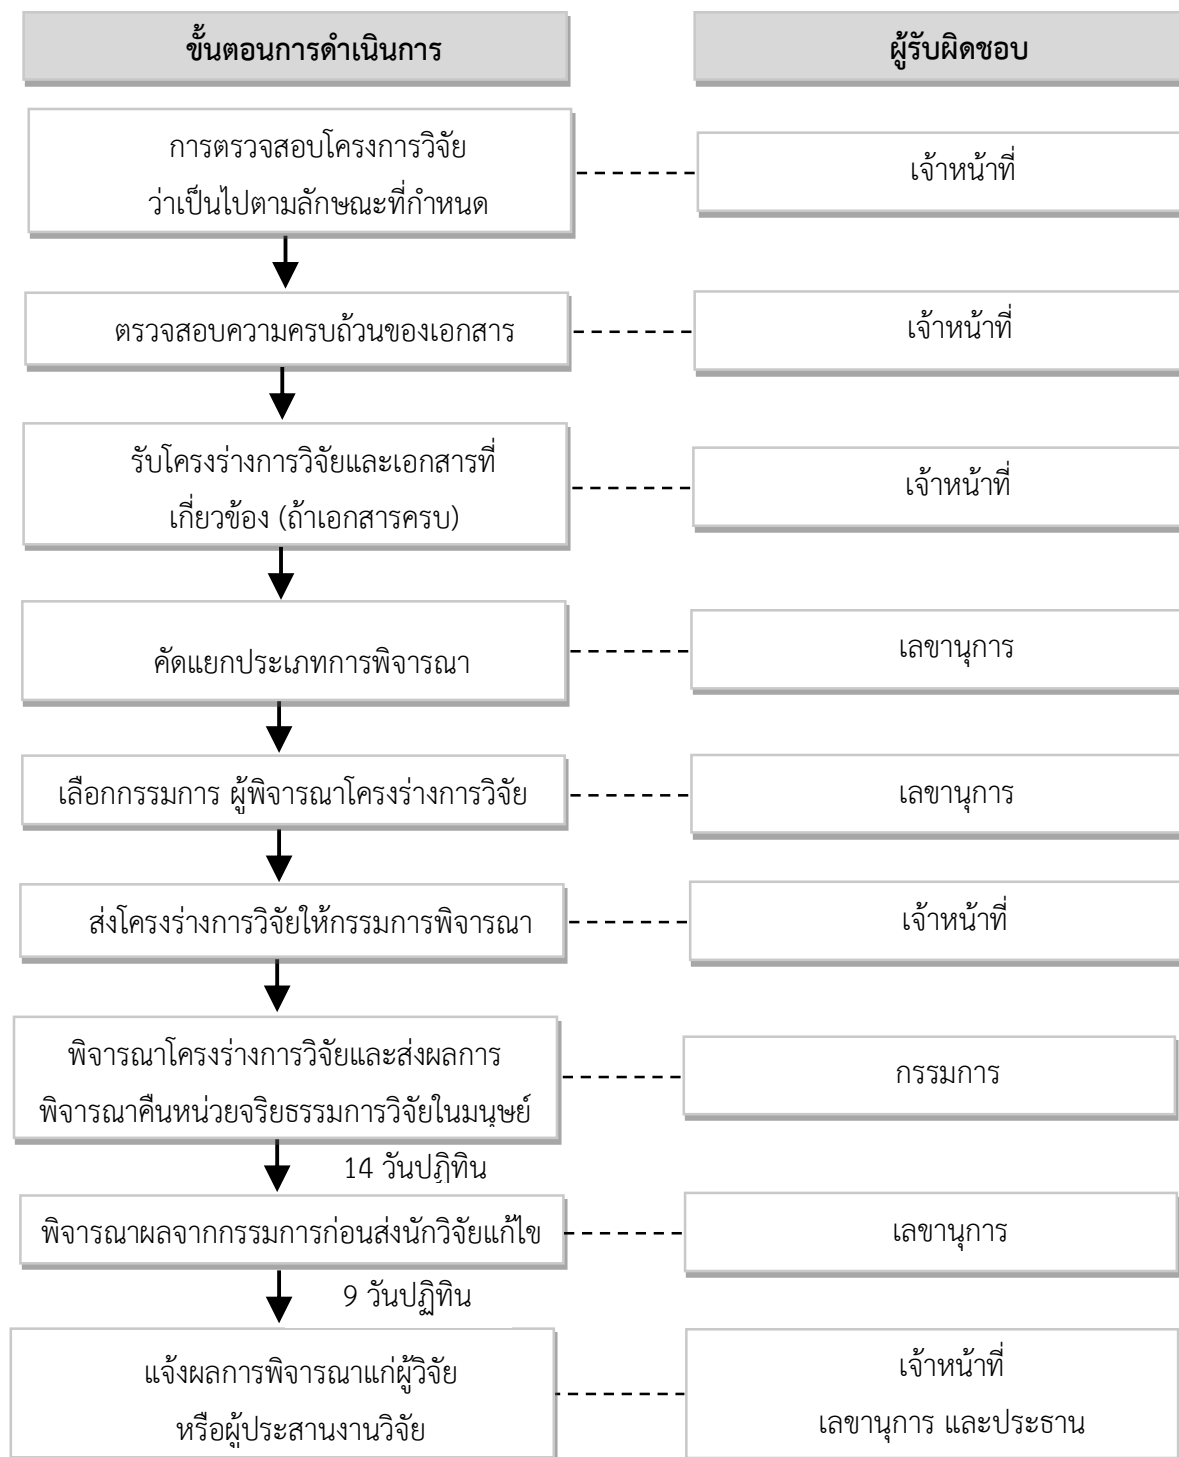 ขั้นตอนการดำเนินการ
ผู้รับผิดชอบ
การตรวจสอบโครงการวิจัย
ว่าเป็นไปตามลักษณะที่กำหนด
เจ้าหน้าที่
ตรวจสอบความครบถ้วนของเอกสาร
เจ้าหน้าที่
รับโครงร่างการวิจัยและเอกสารที่
เกี่ยวข้อง (ถ้าเอกสารครบ)
เจ้าหน้าที่
คัดแยกประเภทการพิจารณา
เลขานุการ
เลือกกรรมการ ผู้พิจารณาโครงร่างการวิจัย
เลขานุการ
ส่งโครงร่างการวิจัยให้กรรมการพิจารณา
เจ้าหน้าที่
พิจารณาโครงร่างการวิจัยและส่งผลการ
พิจารณาคืนหน่วยจริยธรรมการวิจัยในมนุษย์
กรรมการ
14 วันปฏิทิน
พิจารณาผลจากกรรมการก่อนส่งนักวิจัยแก้ไข
เลขานุการ
9 วันปฏิทิน
แจ้งผลการพิจารณาแก่ผู้วิจัย
หรือผู้ประสานงานวิจัย
เจ้าหน้าที่
เลขานุการ และประธาน